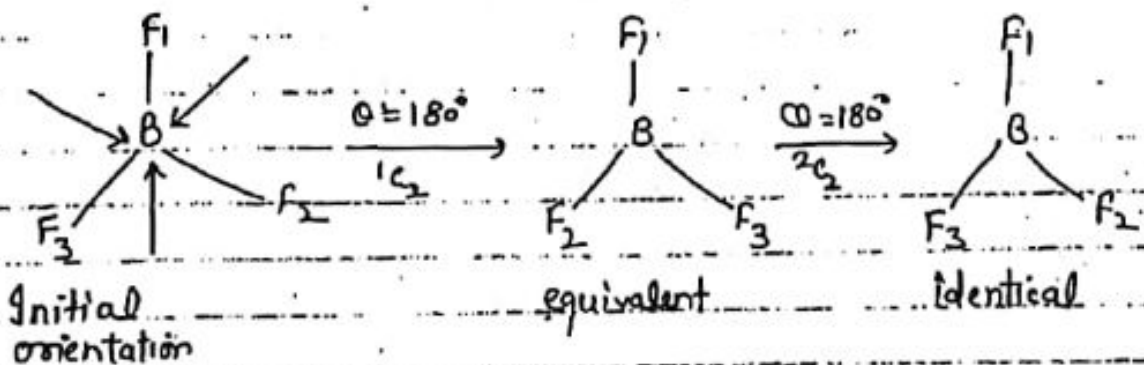 F1 F1 F1
B θ = 180° B θ = 180° B
¹C₂ ²C₂
F₃ F₂ F₂ F₃ F₃ F₂
Initial equivalent identical
orientation